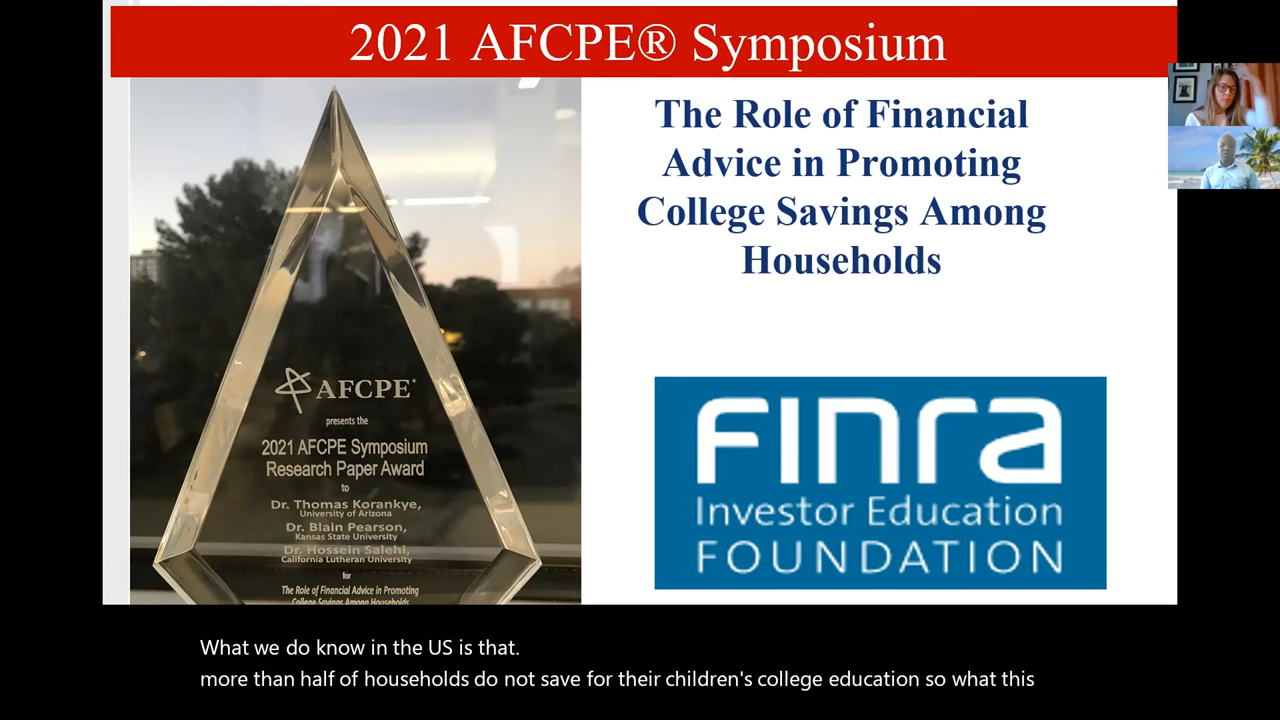 2021 AFCPE® Symposium
The Role of Financial
Advice in Promoting
College Savings Among
Households
AFCPE®
presents the
2021 AFCPE Symposium
Research Paper Award
to
Dr. Thomas Korankye,
University of Arizona
Dr. Blain Pearson,
Kansas State University
Dr. Hossein Salehi,
California Lutheran University
for
The Role of Financial Advice in Promoting
College Savings Among Households
Finra
Investor Education
FOUNDATION
What we do know in the US is that.
more than half of households do not save for their children's college education so what this